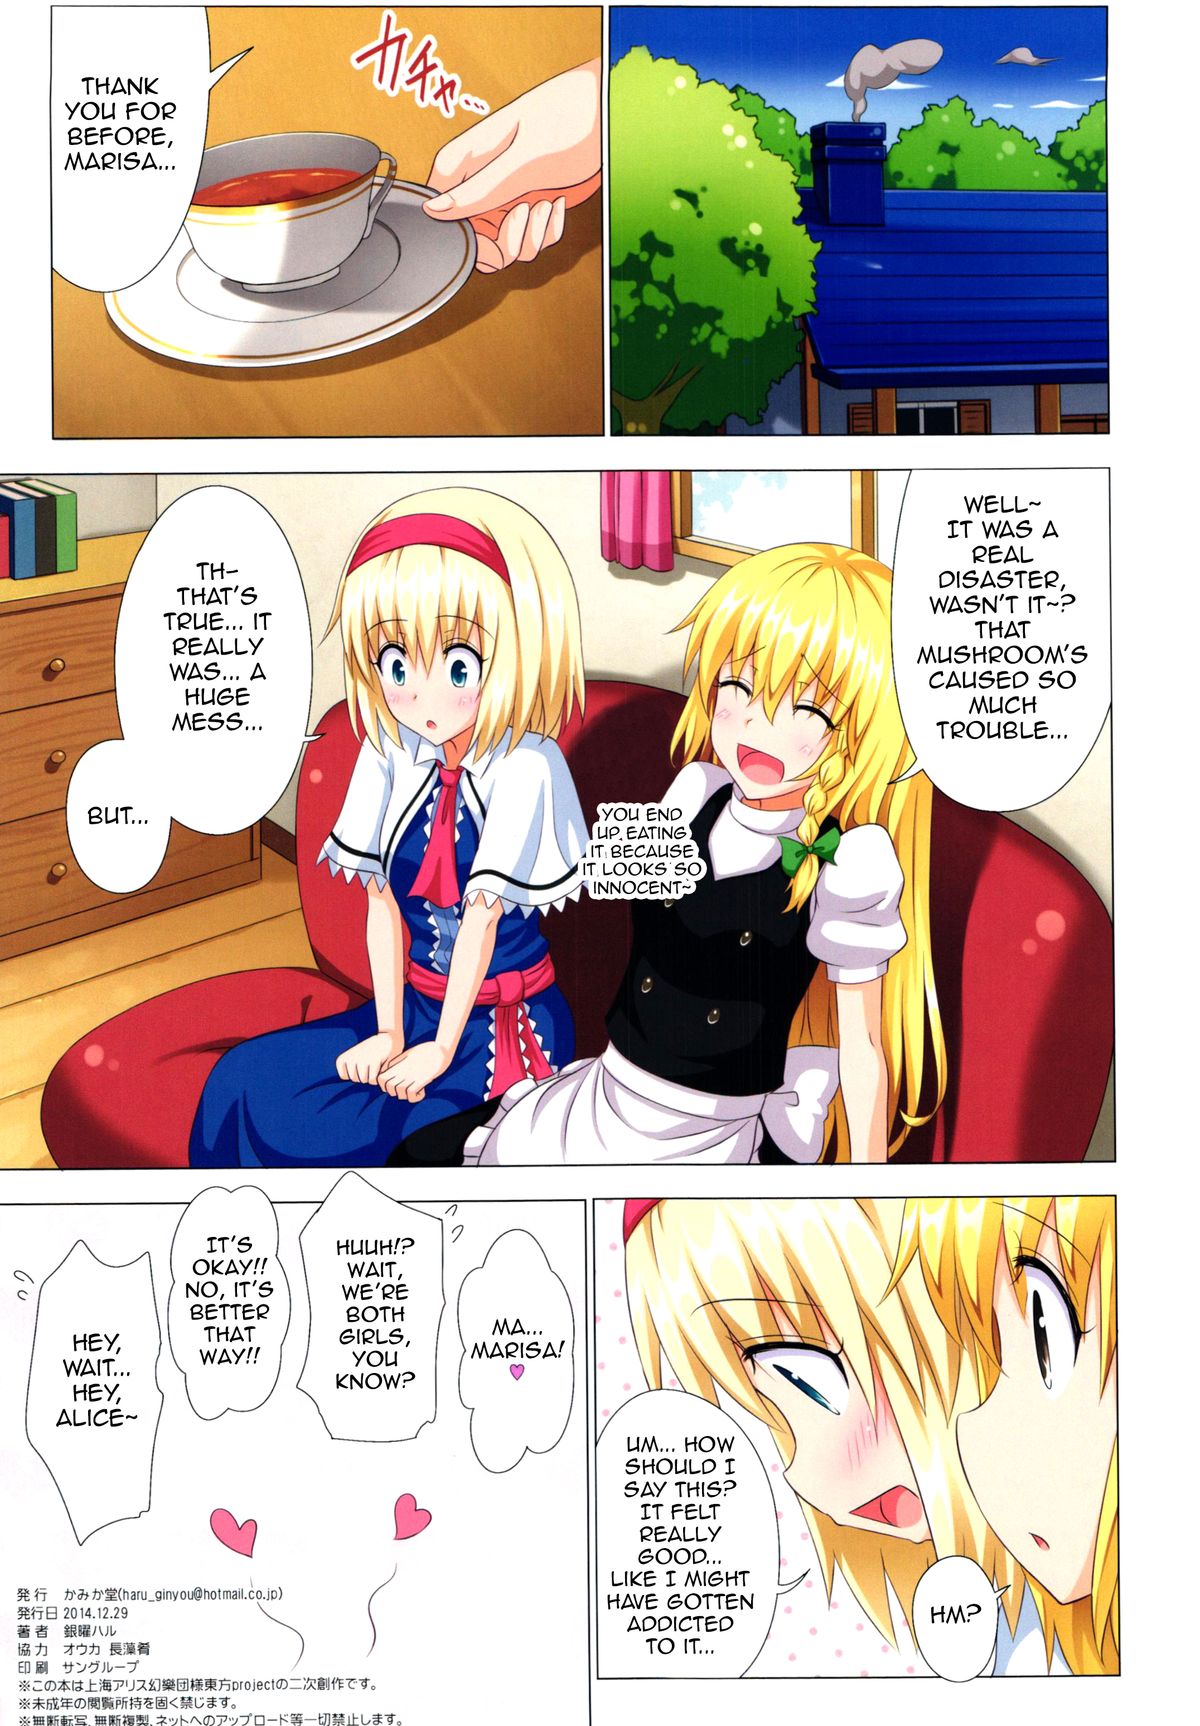 カチャ…
THANK
YOU FOR
BEFORE,
MARISA...
WELL~
IT WAS A
REAL
DISASTER,
WASN'T IT~?
THAT
MUSHROOM'S
CAUSED SO
MUCH
TROUBLE...
YOU END
UP EATING
IT BECAUSE
IT LOOKS SO
INNOCENT~
TH-
THAT'S
TRUE... IT
REALLY
WAS... A
HUGE
MESS...
BUT...
UM... HOW
SHOULD I
SAY THIS?
IT FELT
REALLY
GOOD...
LIKE I MIGHT
HAVE GOTTEN
ADDICTED
TO IT...
HM?
MA...
MARISA!
HUUH!?
WAIT,
WE'RE
BOTH
GIRLS,
YOU
KNOW?
IT'S
OKAY!!
NO, IT'S
BETTER
THAT
WAY!!
HEY,
WAIT...
HEY,
ALICE~
発行 かみか堂(haru_ginyou@hotmail.co.jp)
発行日 2014.12.29
著者 銀曜ハル
協力 オウカ 長藻肴
印刷 サングループ
※この本は上海アリス幻樂団様東方projectの二次創作です。
※未成年の閲覧所持を固く禁じます。
※無断転写、無断複製、ネットへのアップロード等一切禁止します。